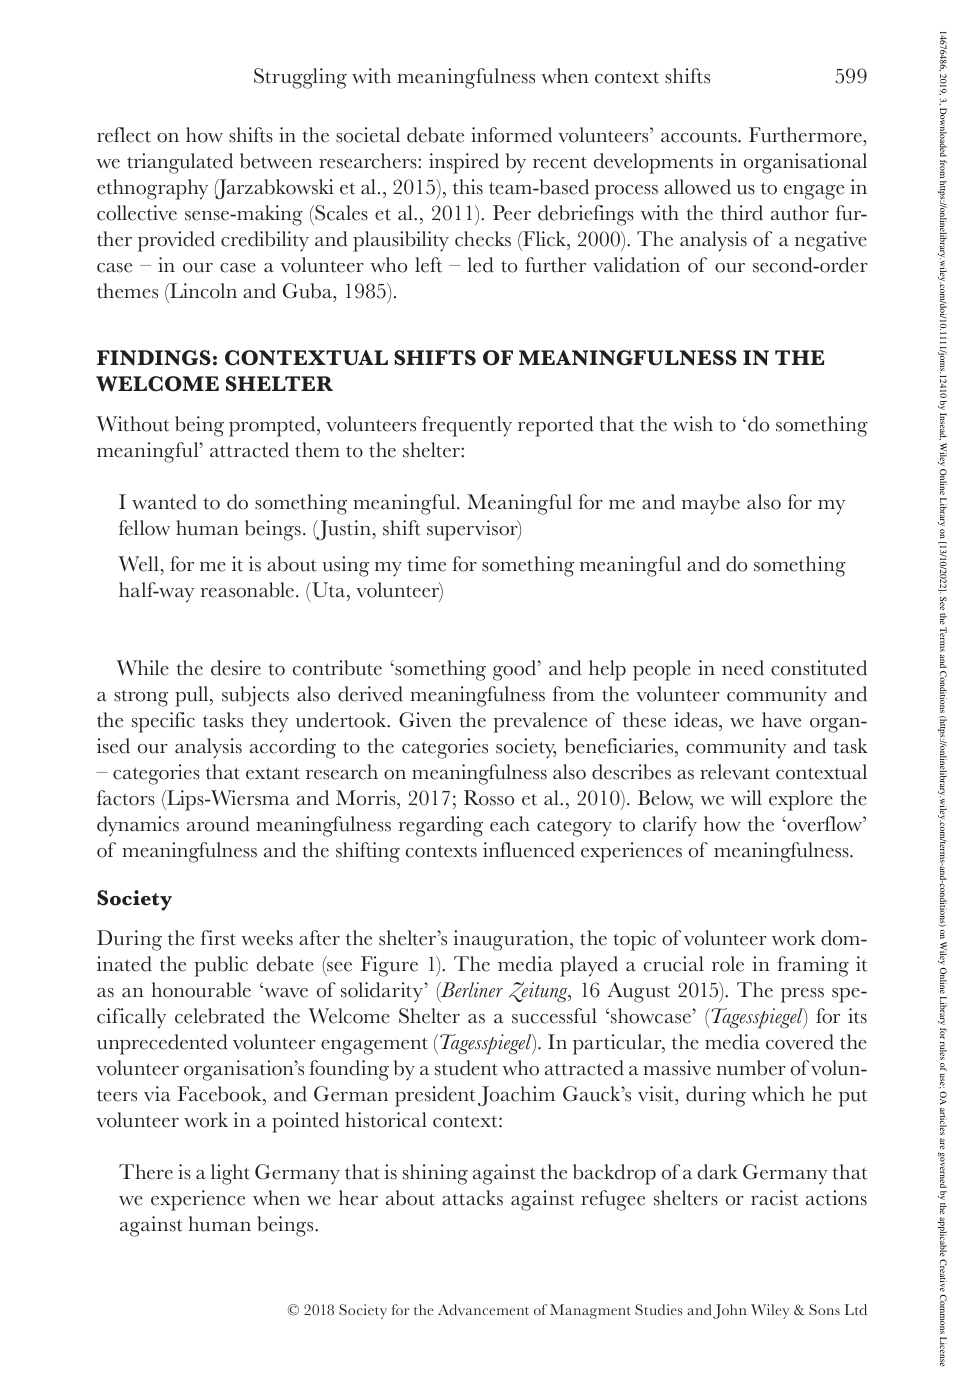 Struggling with meaningfulness when context shifts 599
reflect on how shifts in the societal debate informed volunteers’ accounts. Furthermore,
we triangulated between researchers: inspired by recent developments in organisational
ethnography (Jarzabkowski et al., 2015), this team-based process allowed us to engage in
collective sense-making (Scales et al., 2011). Peer debriefings with the third author fur-
ther provided credibility and plausibility checks (Flick, 2000). The analysis of a negative
case – in our case a volunteer who left – led to further validation of our second-order
themes (Lincoln and Guba, 1985).
FINDINGS: CONTEXTUAL SHIFTS OF MEANINGFULNESS IN THE
WELCOME SHELTER
Without being prompted, volunteers frequently reported that the wish to ‘do something
meaningful’ attracted them to the shelter:
I wanted to do something meaningful. Meaningful for me and maybe also for my
fellow human beings. (Justin, shift supervisor)
Well, for me it is about using my time for something meaningful and do something
half-way reasonable. (Uta, volunteer)
While the desire to contribute ‘something good’ and help people in need constituted
a strong pull, subjects also derived meaningfulness from the volunteer community and
the specific tasks they undertook. Given the prevalence of these ideas, we have organ-
ised our analysis according to the categories society, beneficiaries, community and task
– categories that extant research on meaningfulness also describes as relevant contextual
factors (Lips-Wiersma and Morris, 2017; Rosso et al., 2010). Below, we will explore the
dynamics around meaningfulness regarding each category to clarify how the ‘overflow’
of meaningfulness and the shifting contexts influenced experiences of meaningfulness.
Society
During the first weeks after the shelter’s inauguration, the topic of volunteer work dom-
inated the public debate (see Figure 1). The media played a crucial role in framing it
as an honourable ‘wave of solidarity’ (Berliner Zeitung, 16 August 2015). The press spe-
cifically celebrated the Welcome Shelter as a successful ‘showcase’ (Tagesspiegel) for its
unprecedented volunteer engagement (Tagesspiegel). In particular, the media covered the
volunteer organisation’s founding by a student who attracted a massive number of volun-
teers via Facebook, and German president Joachim Gauck’s visit, during which he put
volunteer work in a pointed historical context:
There is a light Germany that is shining against the backdrop of a dark Germany that
we experience when we hear about attacks against refugee shelters or racist actions
against human beings.
© 2018 Society for the Advancement of Managment Studies and John Wiley & Sons Ltd
14676486, 2019, 3, Downloaded from https://onlinelibrary.wiley.com/doi/10.1111/joms.12410 by Insead, Wiley Online Library on [13/10/2022]. See the Terms and Conditions (https://onlinelibrary.wiley.com/terms-and-conditions) on Wiley Online Library for rules of use; OA articles are governed by the applicable Creative Commons License